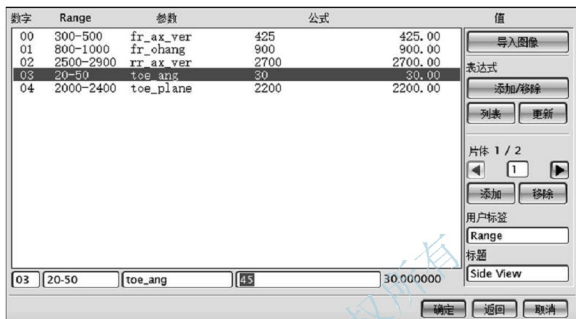 数字 Range 参数 公式 值
00 300-500 fr_ax_ver 425 425.00
01 800-1000 fr_ohang 900 900.00
02 2500-2900 rr_ax_ver 2700 2700.00
03 20-50 toe_ang 30 30.00
04 2000-2400 toe_plane 2200 2200.00
导入图像
表达式
添加/移除
列表 更新
片体 1 / 2
1
添加 移除
用户标签
Range
标题
Side View
03 20-50 toe_ang 45 30.000000
权所有
确定 返回 取消